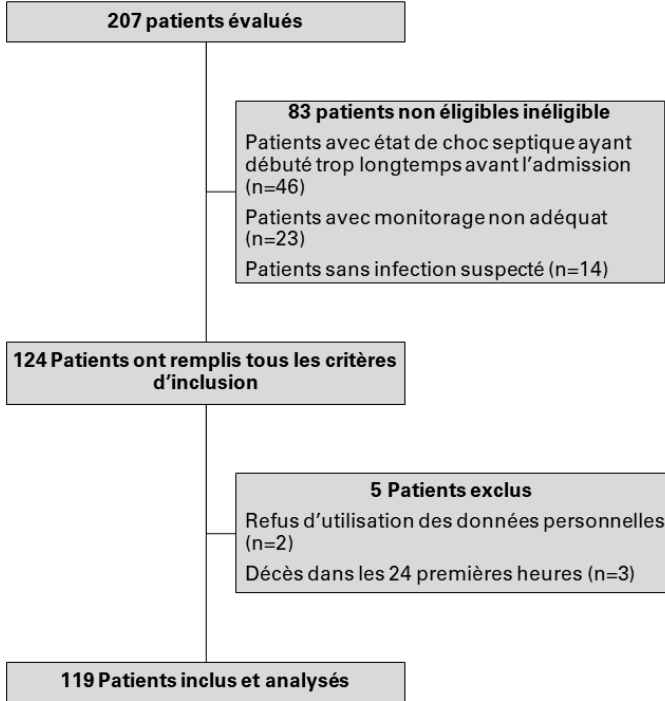 207 patients évalués
83 patients non éligibles inéligible
Patients avec état de choc septique ayant
débuté trop longtemps avant l'admission
(n=46)
Patients avec monitorage non adéquat
(n=23)
Patients sans infection suspecté (n=14)
124 Patients ont remplis tous les critères
d'inclusion
5 Patients exclus
Refus d'utilisation des données personnelles
(n=2)
Décès dans les 24 premières heures (n=3)
119 Patients inclus et analysés